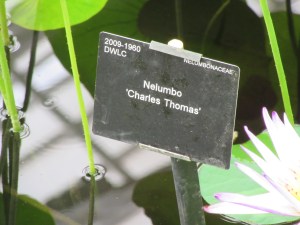 2009-1960
DWLC
NELUMBONACEAE
Nelumbo
'Charles Thomas'